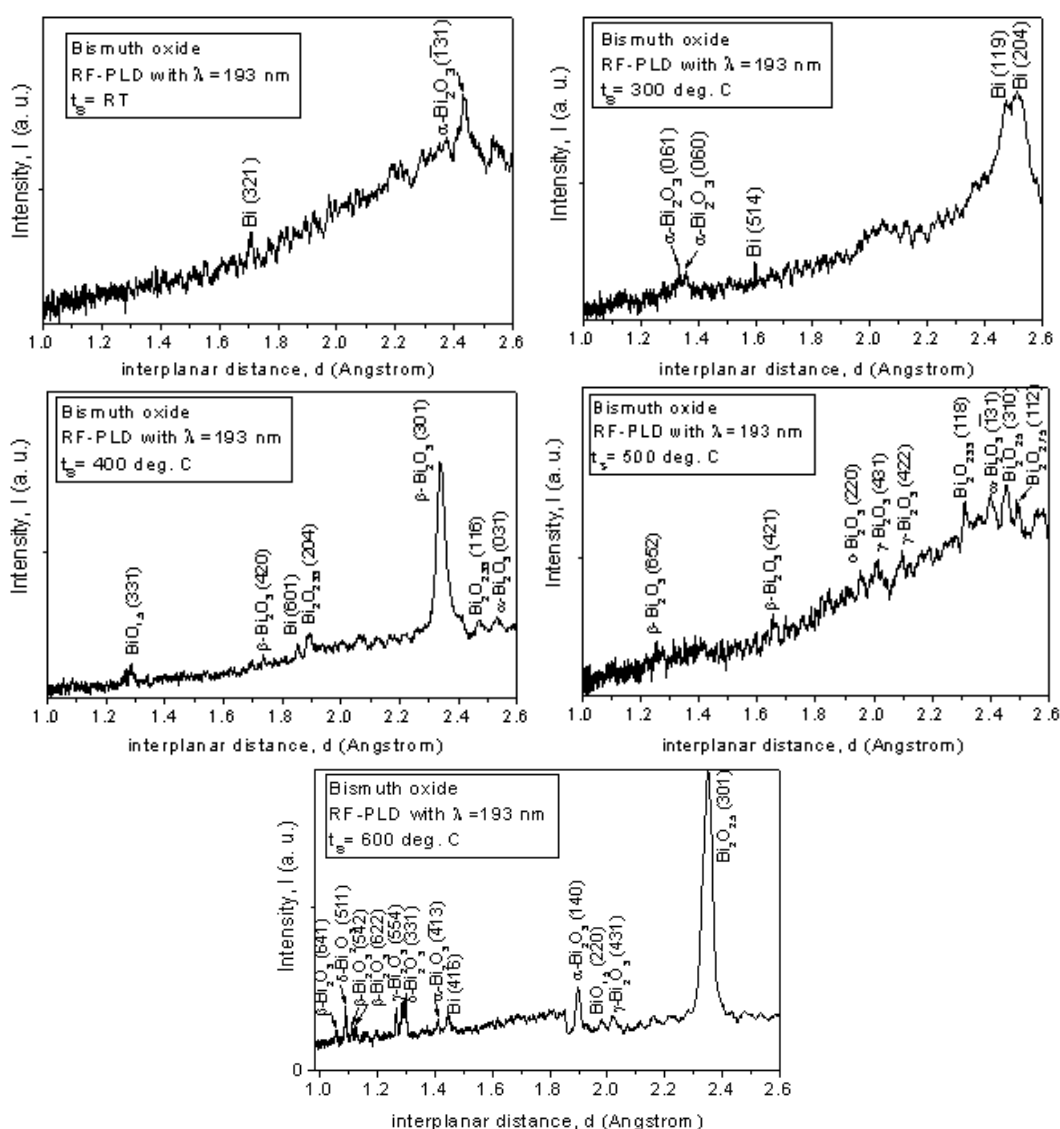 Bismuth oxide
RF-PLD with λ =193 nm
tₛ= RT
Intensity, I (a. u.)
Bi (321)
α-Bi₂O₃ (1̄31)
1.0 1.2 1.4 1.6 1.8 2.0 2.2 2.4 2.6
interplanar distance, d (Angstrom)
Bismuth oxide
RF-PLD with λ =193 nm
tₛ= 300 deg. C
Intensity, I (a. u.)
α-Bi₂O₃ (061)
α-Bi₂O₃ (060)
Bi (514)
Bi (119)
Bi (204)
1.0 1.2 1.4 1.6 1.8 2.0 2.2 2.4 2.6
interplanar distance, d (Angstrom)
Bismuth oxide
RF-PLD with λ =193 nm
tₛ= 400 deg. C
Intensity, I (a. u.)
BiO₁.₅ (331)
β-Bi₂O₃ (420)
Bi (601)
Bi₂O₂.₃₃ (204)
β-Bi₂O₃ (301)
Bi₂O₂.₃₃ (116)
α-Bi₂O₃ (031)
1.0 1.2 1.4 1.6 1.8 2.0 2.2 2.4 2.6
interplanar distance, d (Angstrom)
Bismuth oxide
RF-PLD with λ =193 nm
tₛ= 500 deg. C
Intensity, I (a. u.)
β-Bi₂O₃ (652)
β-Bi₂O₃ (421)
Bi₂O₃ (220)
γ-Bi₂O₃ (431)
γ-Bi₂O₃ (422)
Bi₂O₂.₃₃ (118)
α-Bi₂O₃ (1̄31)
Bi₂O₂.₅ (310)
Bi₂O₂.₇₅ (112)
1.0 1.2 1.4 1.6 1.8 2.0 2.2 2.4 2.6
interplanar distance, d (Angstrom)
Bismuth oxide
RF-PLD with λ =193 nm
tₛ= 600 deg. C
Intensity, I (a. u.)
0
β-Bi₂O₃ (641)
δ-Bi₂O₃ (511)
β-Bi₂O₃ (542)
β-Bi₂O₃ (622)
γ-Bi₂O₃ (554)
δ-Bi₂O₃ (331)
α-Bi₂O₃ (4̄13)
Bi (416)
α-Bi₂O₃ (140)
BiO₁.₅ (220)
γ-Bi₂O₃ (431)
Bi₂O₂.₅ (301)
1.0 1.2 1.4 1.6 1.8 2.0 2.2 2.4 2.6
interplanar distance, d (Angstrom)